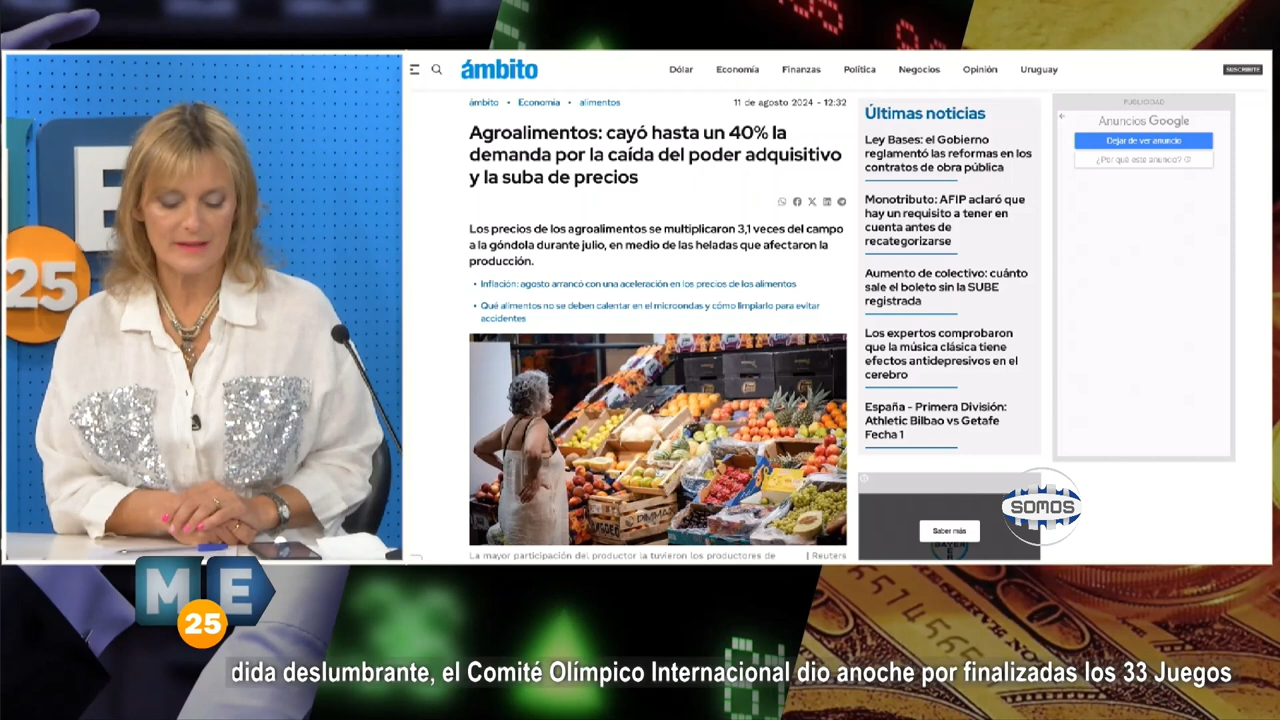 E
25
ámbito
Dólar
Economía
Finanzas
Política
Negocios
Opinión
Uruguay
SUSCRIBITE
ámbito • Economía • alimentos
11 de agosto 2024 - 12:32
Agroalimentos: cayó hasta un 40% la
demanda por la caída del poder adquisitivo
y la suba de precios
Los precios de los agroalimentos se multiplicaron 3,1 veces del campo
a la góndola durante julio, en medio de las heladas que afectaron la
producción.
• Inflación: agosto arrancó con una aceleración en los precios de los alimentos
• Qué alimentos no se deben calentar en el microondas y cómo limpiarlo para evitar
accidentes
La mayor participación del productor la tuvieron los productores de
| Reuters
Últimas noticias
Ley Bases: el Gobierno
reglamentó las reformas en los
contratos de obra pública
Monotributo: AFIP aclaró que
hay un requisito a tener en
cuenta antes de
recategorizarse
Aumento de colectivo: cuánto
sale el boleto sin la SUBE
registrada
Los expertos comprobaron
que la música clásica tiene
efectos antidepresivos en el
cerebro
España - Primera División:
Athletic Bilbao vs Getafe
Fecha 1
PUBLICIDAD
Anuncios Google
Dejar de ver anuncio
¿Por qué este anuncio?
Saber más
BAYER
SOMOS
ME
25
dida deslumbrante, el Comité Olímpico Internacional dio anoche por finalizadas los 33 Juegos